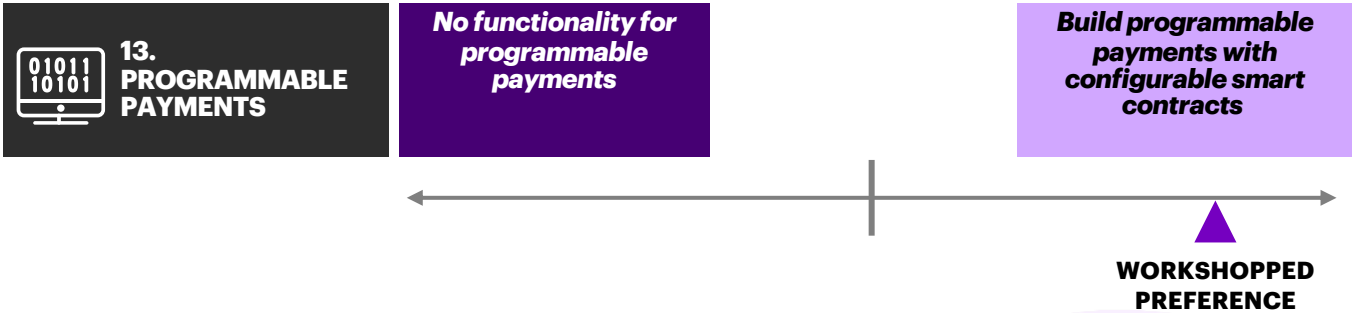 01011
10101
13.
PROGRAMMABLE
PAYMENTS
No functionality for
programmable
payments
Build programmable
payments with
configurable smart
contracts
WORKSHOPPED
PREFERENCE